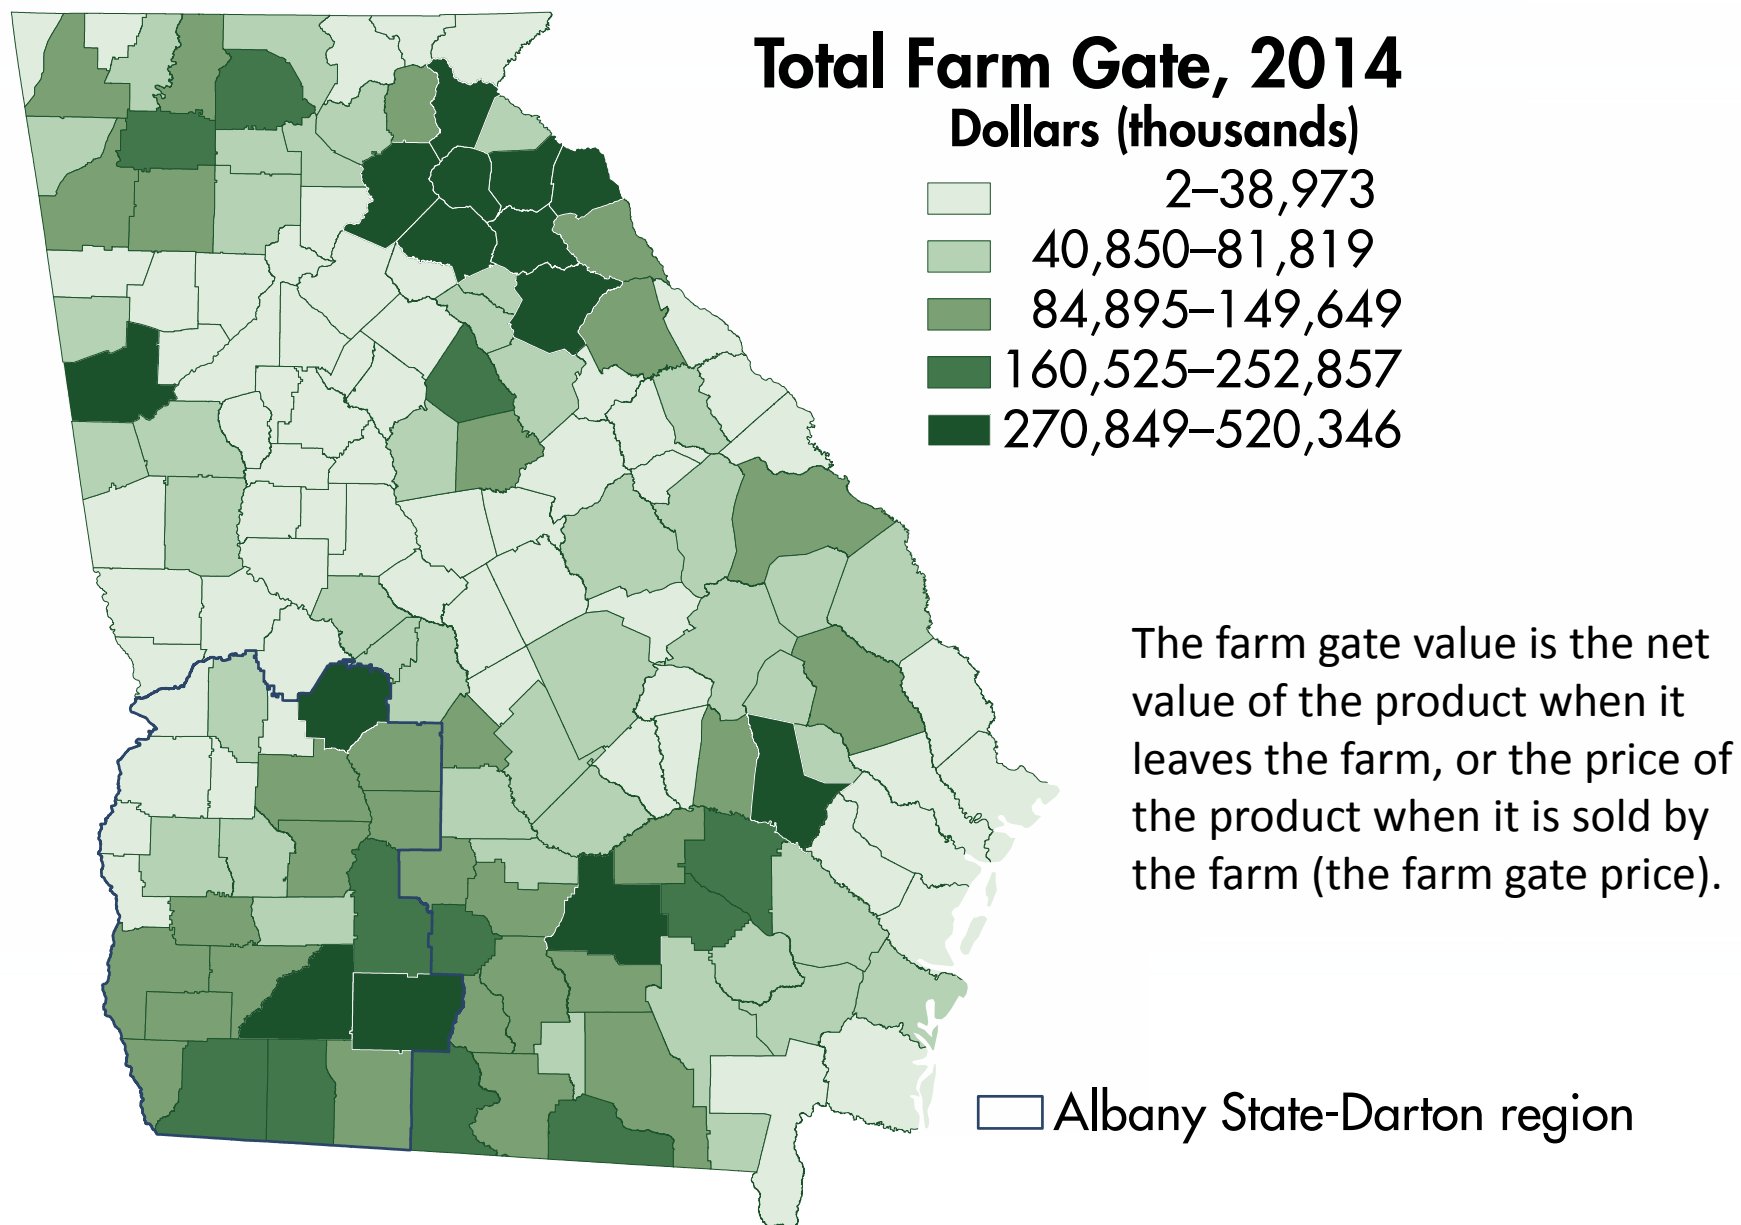 Total Farm Gate, 2014
Dollars (thousands)
2–38,973
40,850–81,819
84,895–149,649
160,525–252,857
270,849–520,346
The farm gate value is the net
value of the product when it
leaves the farm, or the price of
the product when it is sold by
the farm (the farm gate price).
Albany State-Darton region